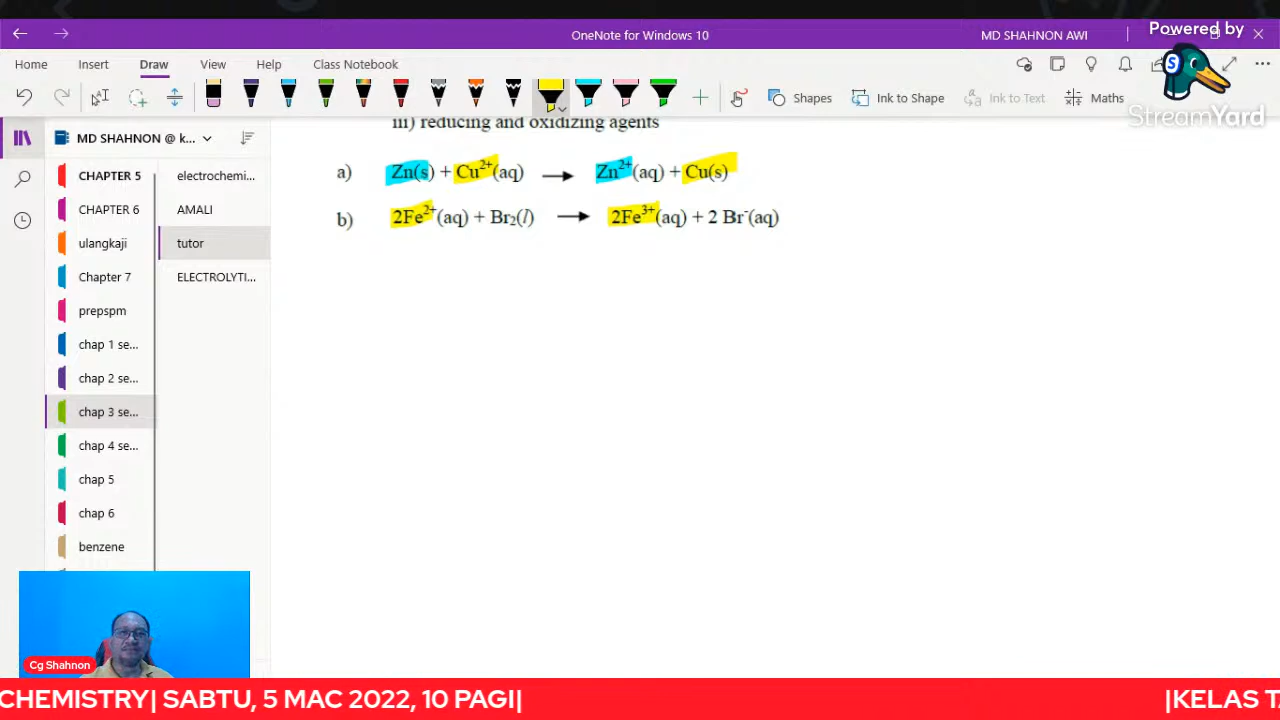 OneNote for Windows 10
MD SHAHNON AWI
Powered by
Home Insert Draw View Help Class Notebook
Shapes Ink to Shape Ink to Text Maths
StreamYard
MD SHAHNON @ k...
CHAPTER 5
CHAPTER 6
ulangkaji
Chapter 7
prepspm
chap 1 se...
chap 2 se...
chap 3 se...
chap 4 se...
chap 5
chap 6
benzene
electrochemi...
AMALI
tutor
ELECTROLYTI...
iii) reducing and oxidizing agents
a) Zn(s) + Cu²⁺(aq) → Zn²⁺(aq) + Cu(s)
b) 2Fe²⁺(aq) + Br₂(l) → 2Fe³⁺(aq) + 2 Br⁻(aq)
Cg Shahnon
CHEMISTRY| SABTU, 5 MAC 2022, 10 PAGI| |KELAS TA